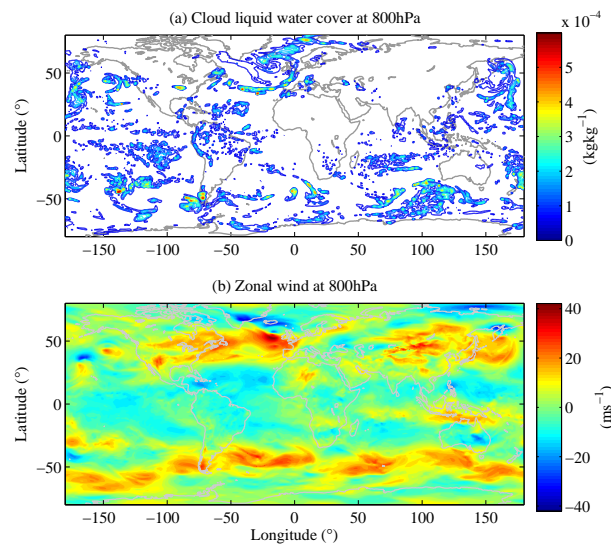 (a) Cloud liquid water cover at 800hPa
x 10⁻⁴
Latitude (°)
50
0
−50
−150 −100 −50 0 50 100 150
6
5
4
3
2
1
0
(kgkg⁻¹)
(b) Zonal wind at 800hPa
Latitude (°)
50
0
−50
−150 −100 −50 0 50 100 150
Longitude (°)
40
20
0
−20
−40
(ms⁻¹)